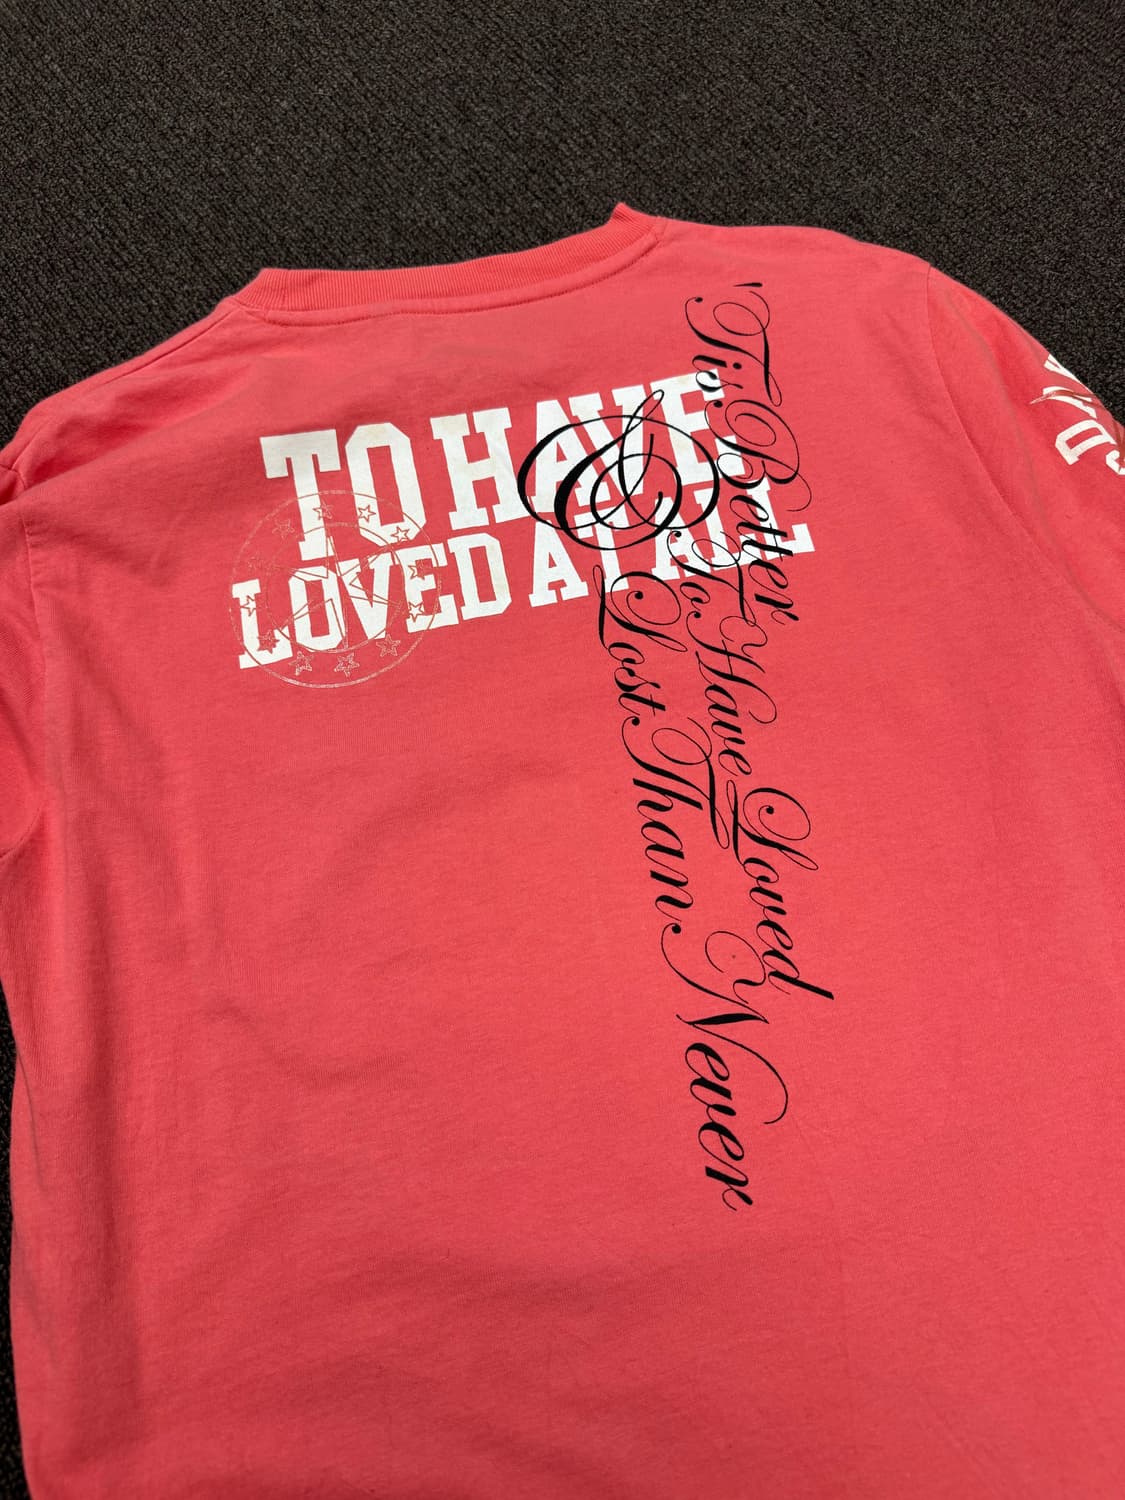 TO HAVE
LOVED AT ALL
'Tis Better
To Have Loved
& Lost Than Never